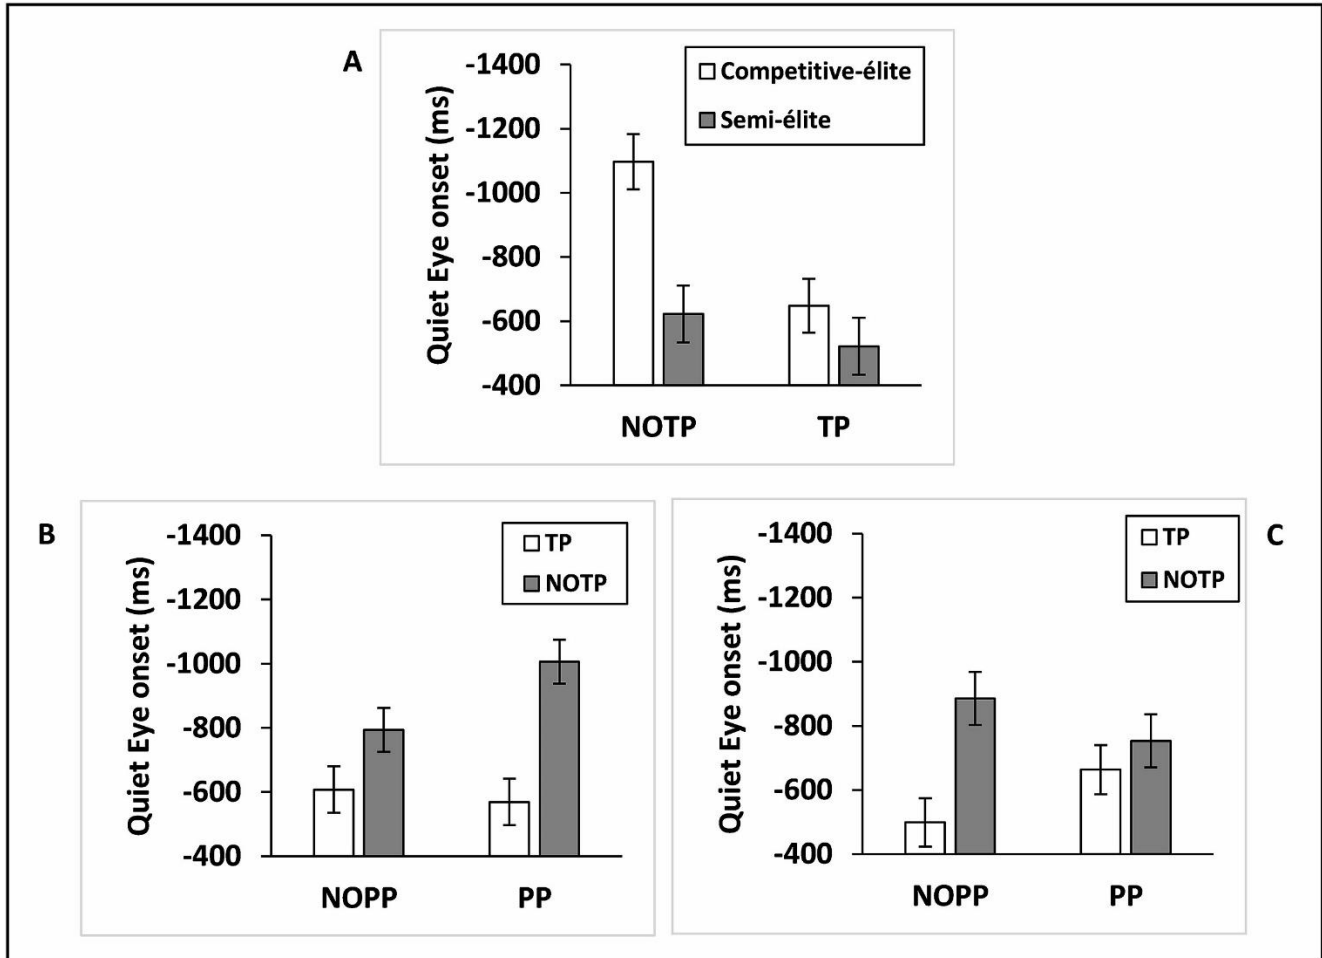 A
Quiet Eye onset (ms)
-1400
-1200
-1000
-800
-600
-400
Competitive-élite
Semi-élite
NOTP TP
B
Quiet Eye onset (ms)
-1400
-1200
-1000
-800
-600
-400
TP
NOTP
NOPP PP
C
Quiet Eye onset (ms)
-1400
-1200
-1000
-800
-600
-400
TP
NOTP
NOPP PP